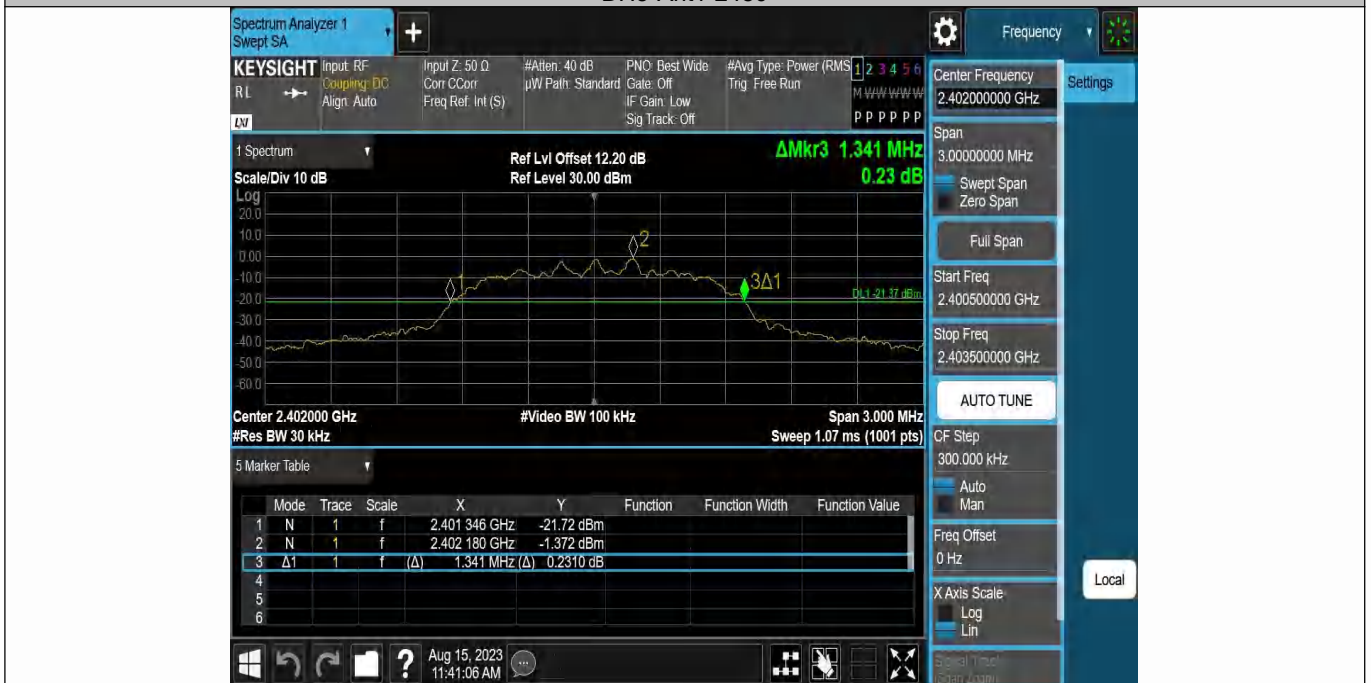 Spectrum Analyzer 1
Swept SA
+
Frequency
KEYSIGHT
RL
LXI
Input: RF
Coupling: DC
Align: Auto
Input Z: 50 Ω
Corr CCorr
Freq Ref: Int (S)
#Atten: 40 dB
µW Path: Standard
PNO: Best Wide
Gate: Off
IF Gain: Low
Sig Track: Off
#Avg Type: Power (RMS
Trig: Free Run
1 2 3 4 5 6
M W W W W W
P P P P P P
1 Spectrum
Scale/Div 10 dB
Ref Lvl Offset 12.20 dB
Ref Level 30.00 dBm
ΔMkr3 1.341 MHz
0.23 dB
Log
20.0
10.0
0.00
-10.0
-20.0
-30.0
-40.0
-50.0
-60.0
1
2
3Δ1
DL1 -21.37 dBm
Center 2.402000 GHz
#Video BW 100 kHz
Span 3.000 MHz
#Res BW 30 kHz
Sweep 1.07 ms (1001 pts)
5 Marker Table
Mode Trace Scale X Y Function Function Width Function Value
1 N 1 f 2.401 346 GHz -21.72 dBm
2 N 1 f 2.402 180 GHz -1.372 dBm
3 Δ1 1 f (Δ) 1.341 MHz (Δ) 0.2310 dB
4
5
6
?
Aug 15, 2023
11:41:06 AM
Center Frequency
2.402000000 GHz
Settings
Span
3.00000000 MHz
Swept Span
Zero Span
Full Span
Start Freq
2.400500000 GHz
Stop Freq
2.403500000 GHz
AUTO TUNE
CF Step
300.000 kHz
Auto
Man
Freq Offset
0 Hz
Local
X Axis Scale
Log
Lin
Signal Track
(Span Zoom)